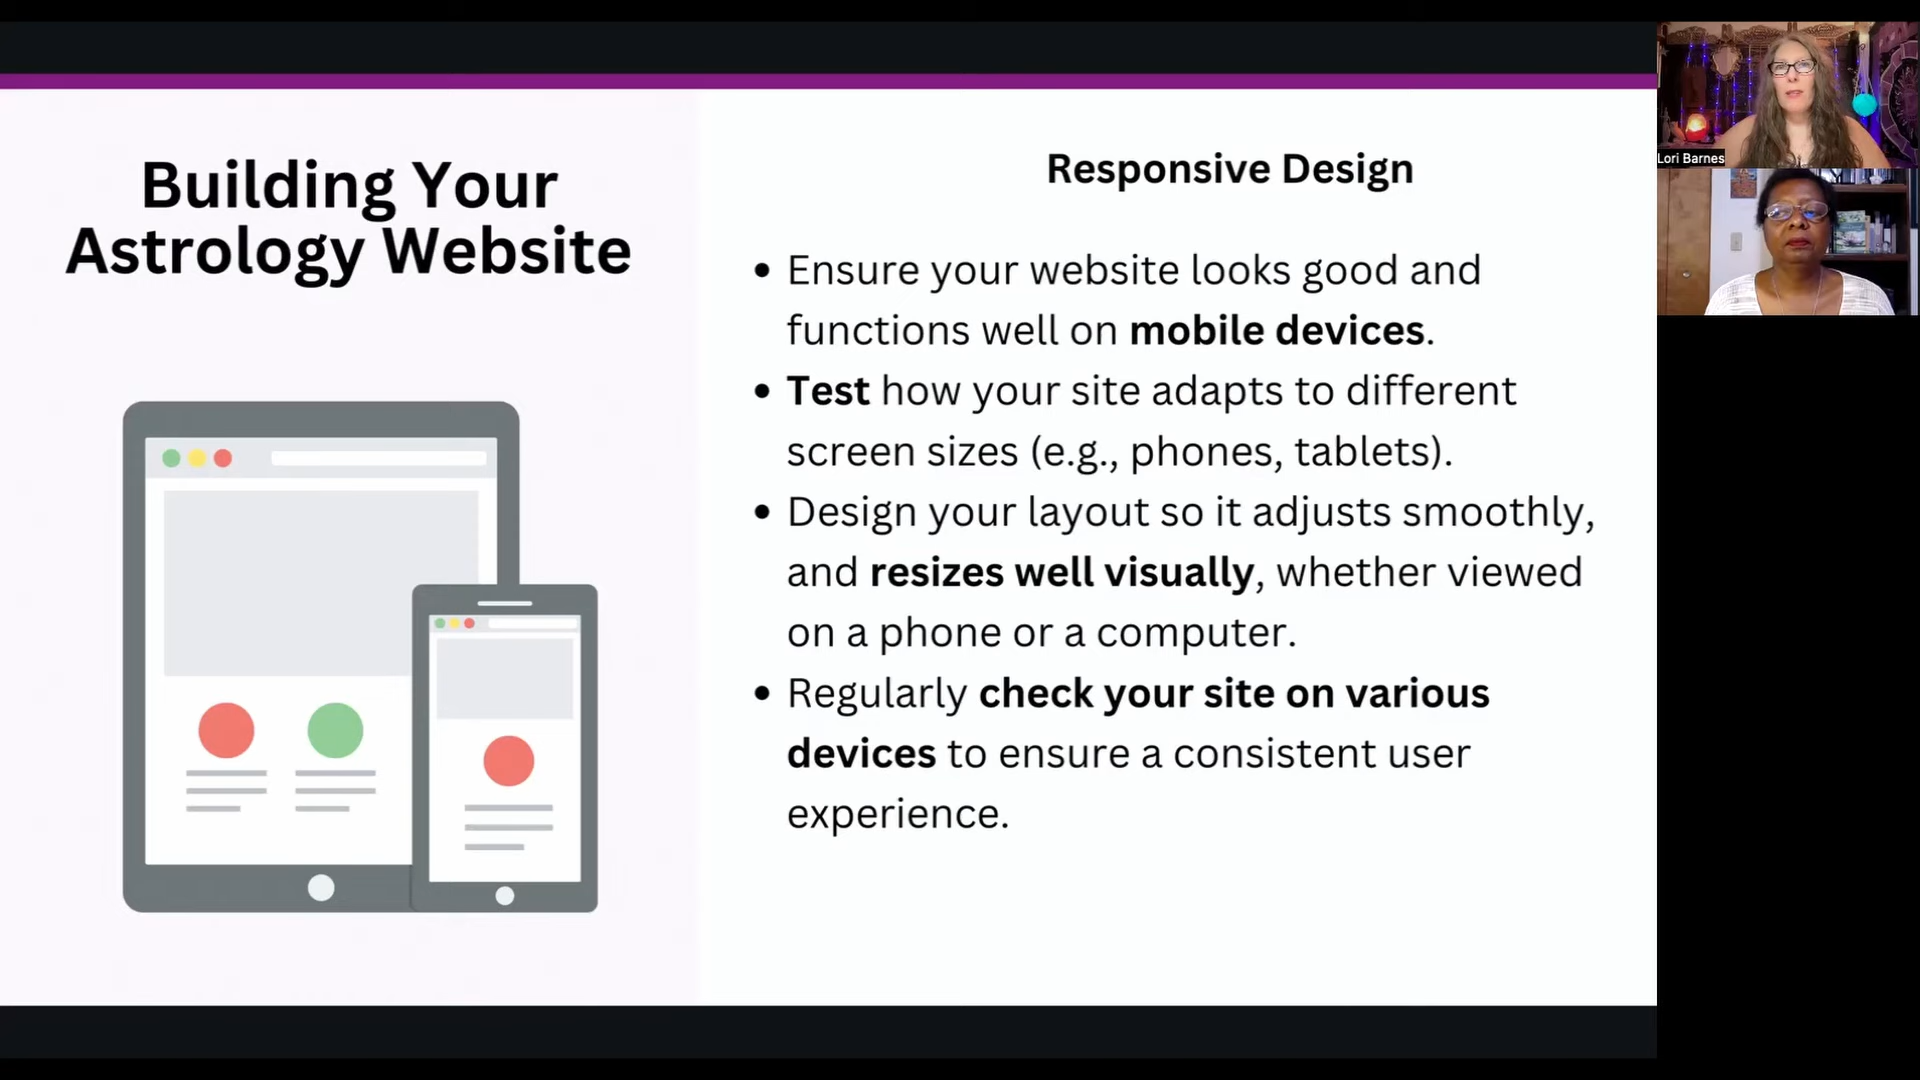 Building Your
Astrology Website
Responsive Design
• Ensure your website looks good and
functions well on mobile devices.
• Test how your site adapts to different
screen sizes (e.g., phones, tablets).
• Design your layout so it adjusts smoothly,
and resizes well visually, whether viewed
on a phone or a computer.
• Regularly check your site on various
devices to ensure a consistent user
experience.
Lori Barnes